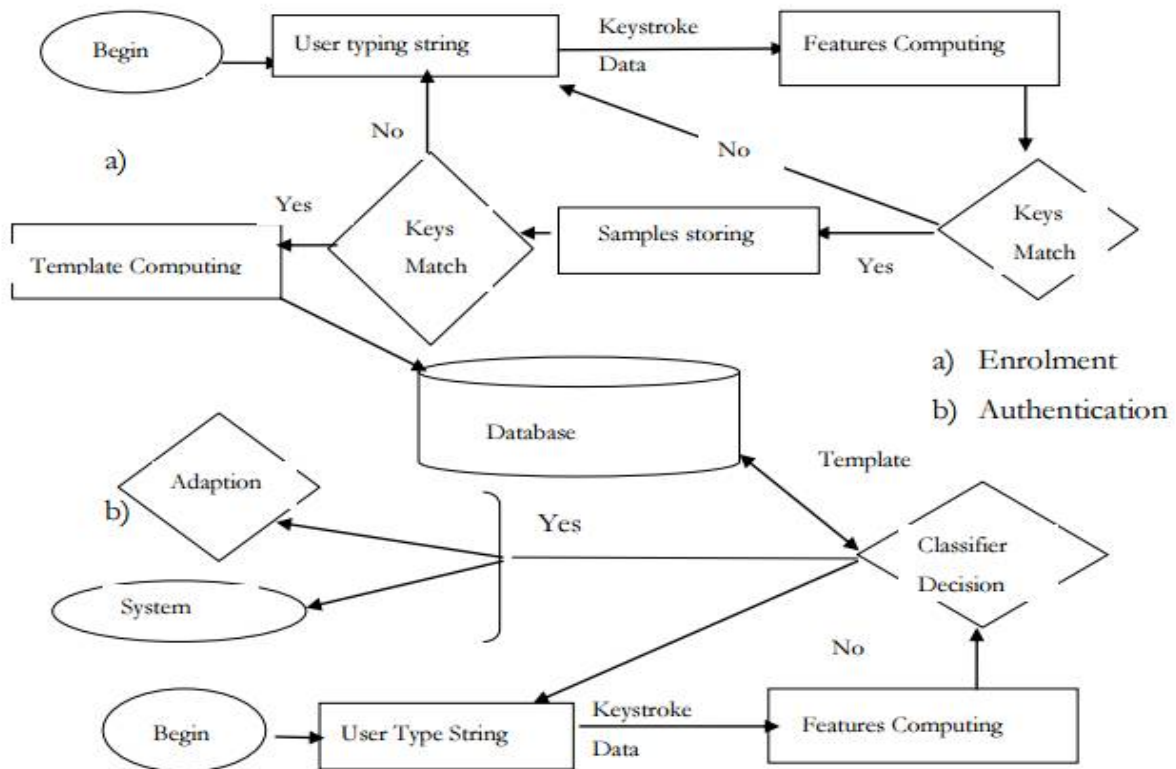 Begin
User typing string
Keystroke
Data
Features Computing
No
No
a)
Yes
Keys
Match
Samples storing
Yes
Keys
Match
Template Computing
a) Enrolment
b) Authentication
Database
Template
Adaption
b)
Yes
Classifier
Decision
System
No
Begin
User Type String
Keystroke
Data
Features Computing